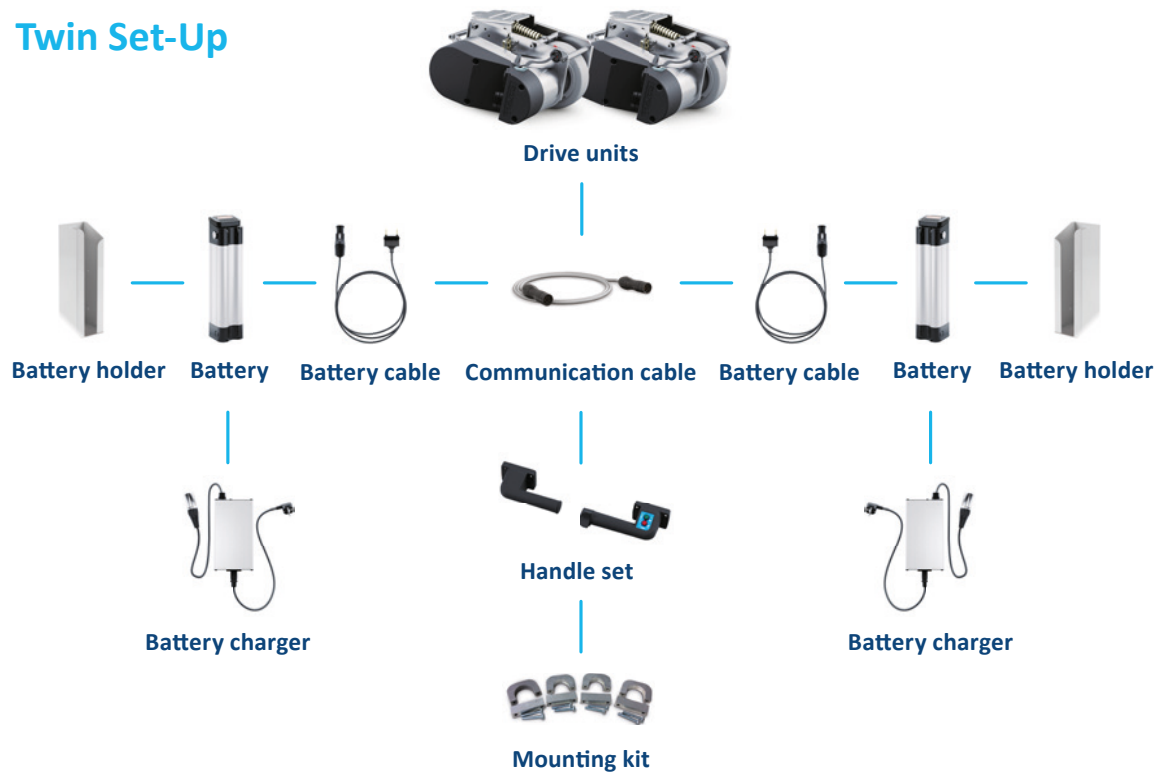 Twin Set-Up
Drive units
Battery holder
Battery
Battery cable
Communication cable
Battery cable
Battery
Battery holder
Handle set
Battery charger
Battery charger
Mounting kit